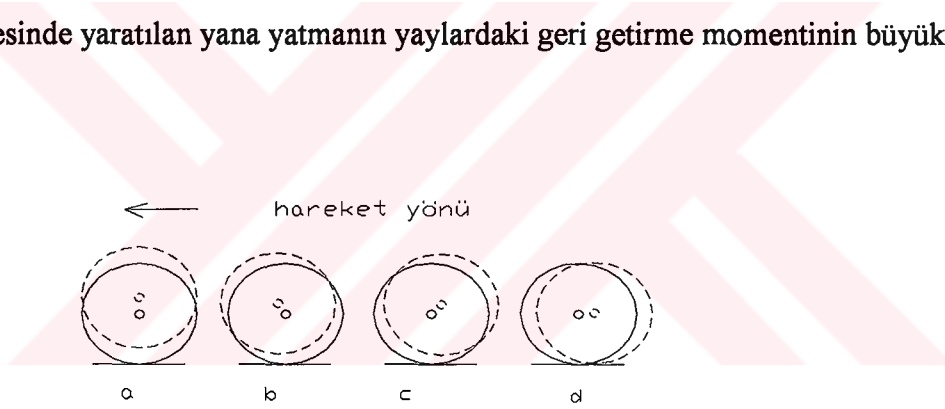 esinde yaratılan yana yatmanın yaylardaki geri getirme momentinin büyük
hareket yönü
a b c d